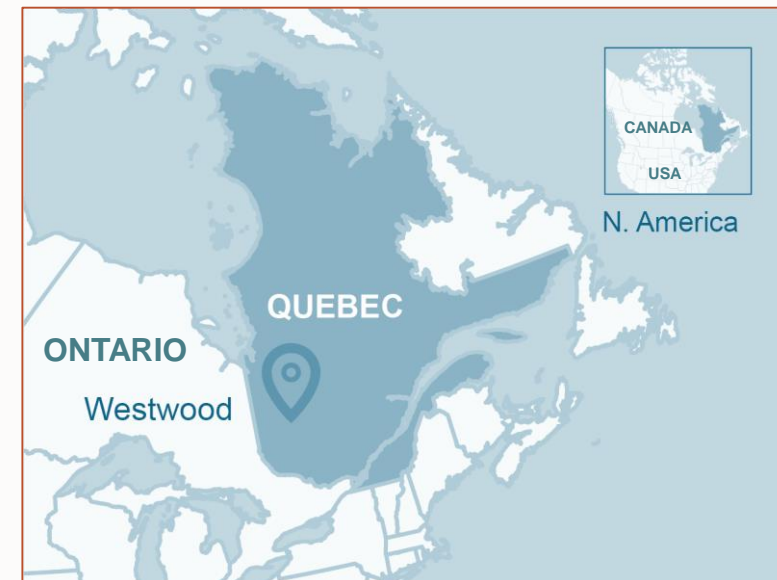 CANADA
USA
N. America
QUEBEC
ONTARIO
Westwood